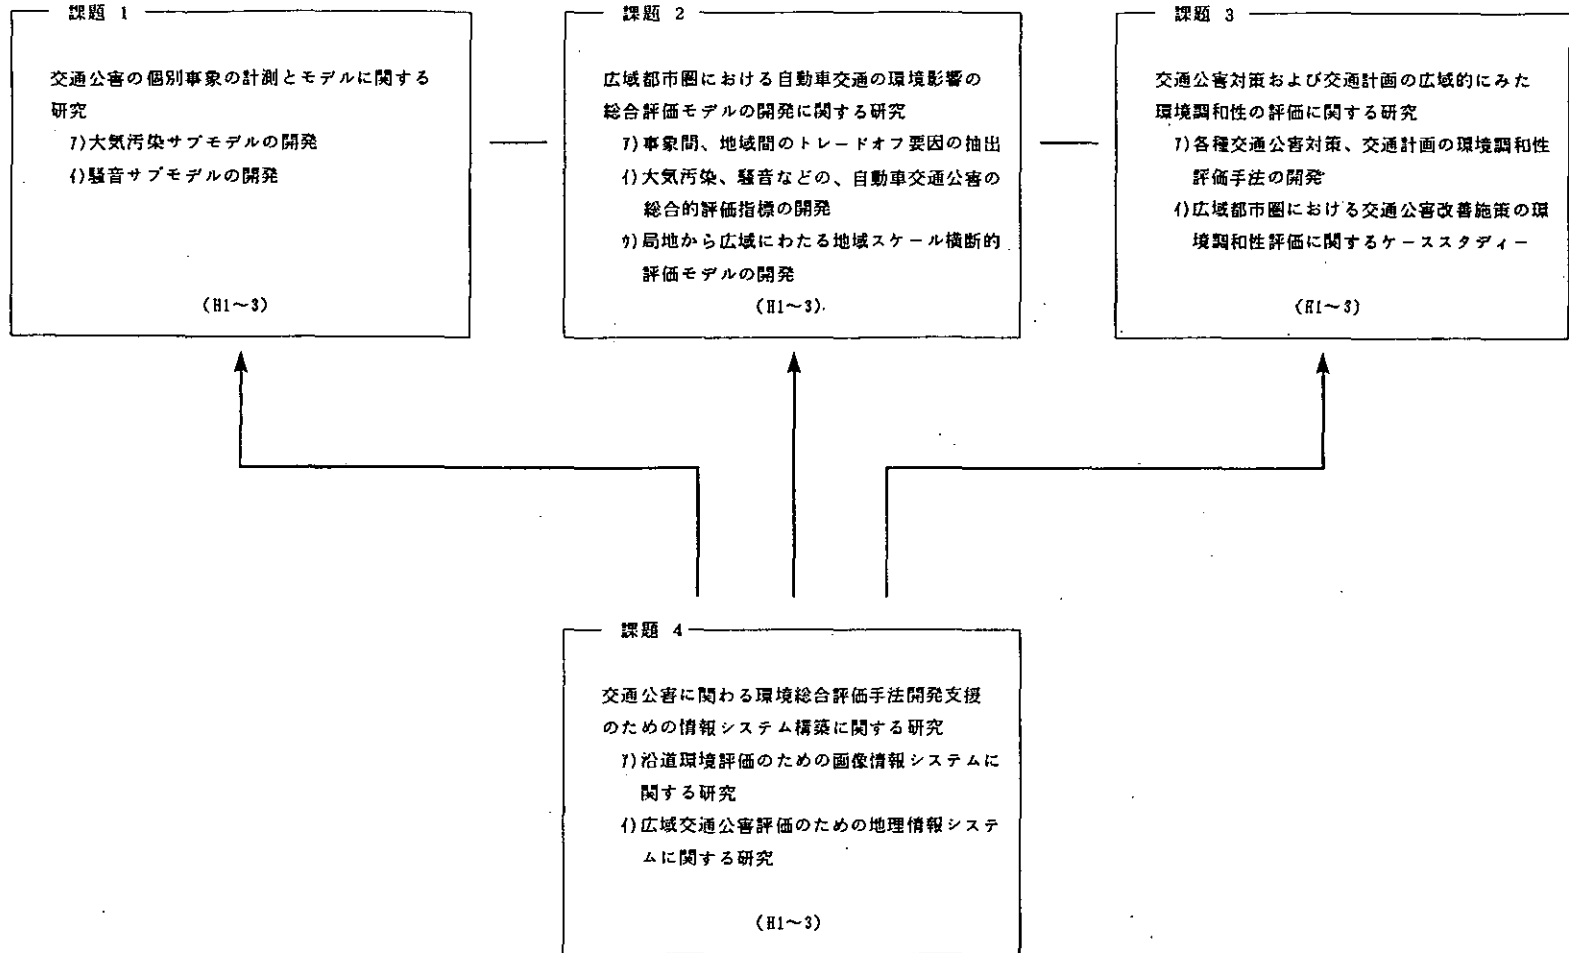 課題 1
交通公害の個別事象の計測とモデルに関する
研究
ｱ)大気汚染サブモデルの開発
ｲ)騒音サブモデルの開発
(H1～3)
課題 2
広域都市圏における自動車交通の環境影響の
総合評価モデルの開発に関する研究
ｱ)事象間、地域間のトレードオフ要因の抽出
ｲ)大気汚染、騒音などの、自動車交通公害の
総合的評価指標の開発
ｳ)局地から広域にわたる地域スケール横断的
評価モデルの開発
(H1～3)
課題 3
交通公害対策および交通計画の広域的にみた
環境調和性の評価に関する研究
ｱ)各種交通公害対策、交通計画の環境調和性
評価手法の開発
ｲ)広域都市圏における交通公害改善施策の環
境調和性評価に関するケーススタディー
(H1～3)
課題 4
交通公害に関わる環境総合評価手法開発支援
のための情報システム構築に関する研究
ｱ)沿道環境評価のための画像情報システムに
関する研究
ｲ)広域交通公害評価のための地理情報システ
ムに関する研究
(H1～3)